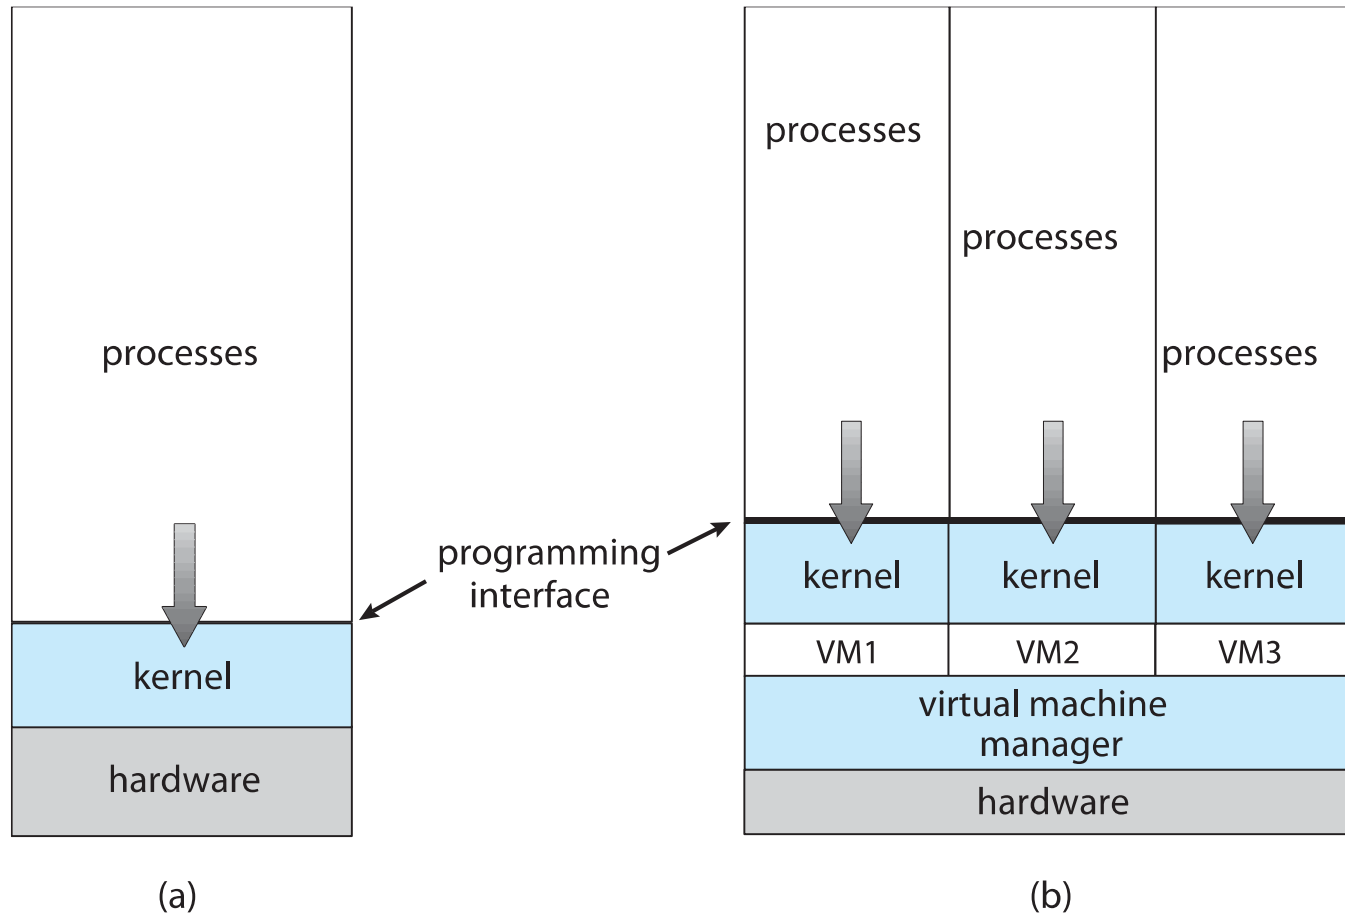 processes
kernel
hardware
(a)
programming
interface
processes
processes
processes
kernel
kernel
kernel
VM1
VM2
VM3
virtual machine
manager
hardware
(b)